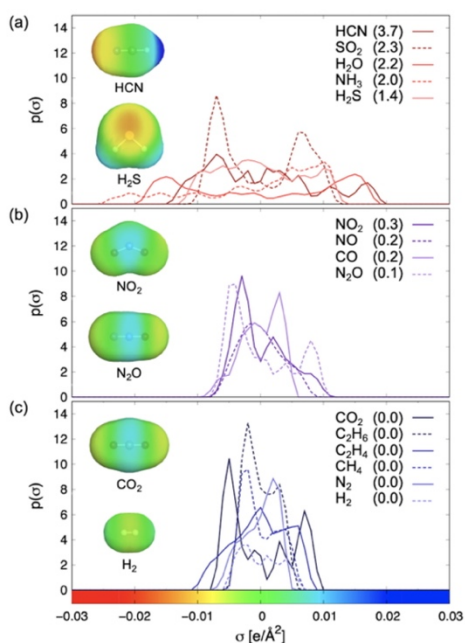 (a)
14
12
10
8
6
4
2
0
p(σ)
HCN
H₂S
HCN (3.7)
SO₂ (2.3)
H₂O (2.2)
NH₃ (2.0)
H₂S (1.4)
(b)
14
12
10
8
6
4
2
0
p(σ)
NO₂
N₂O
NO₂ (0.3)
NO (0.2)
CO (0.2)
N₂O (0.1)
(c)
14
12
10
8
6
4
2
0
p(σ)
CO₂
H₂
CO₂ (0.0)
C₂H₆ (0.0)
C₂H₄ (0.0)
CH₄ (0.0)
N₂ (0.0)
H₂ (0.0)
-0.03 -0.02 -0.01 0 0.01 0.02 0.03
σ [e/Å²]